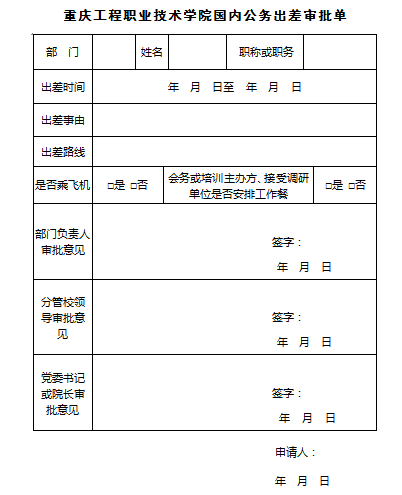 重庆工程职业技术学院国内公务出差审批单
部 门 姓名 职称或职务
出差时间 年 月 日至 年 月 日
出差事由
出差路线
是否乘飞机 □是 □否 会务或培训主办方、接受调研
单位是否安排工作餐 □是 □否
部门负责人
审批意见
签字：
年 月 日
分管校领
导审批意
见
签字：
年 月 日
党委书记
或院长审
批意见
签字：
年 月 日
申请人：
年 月 日